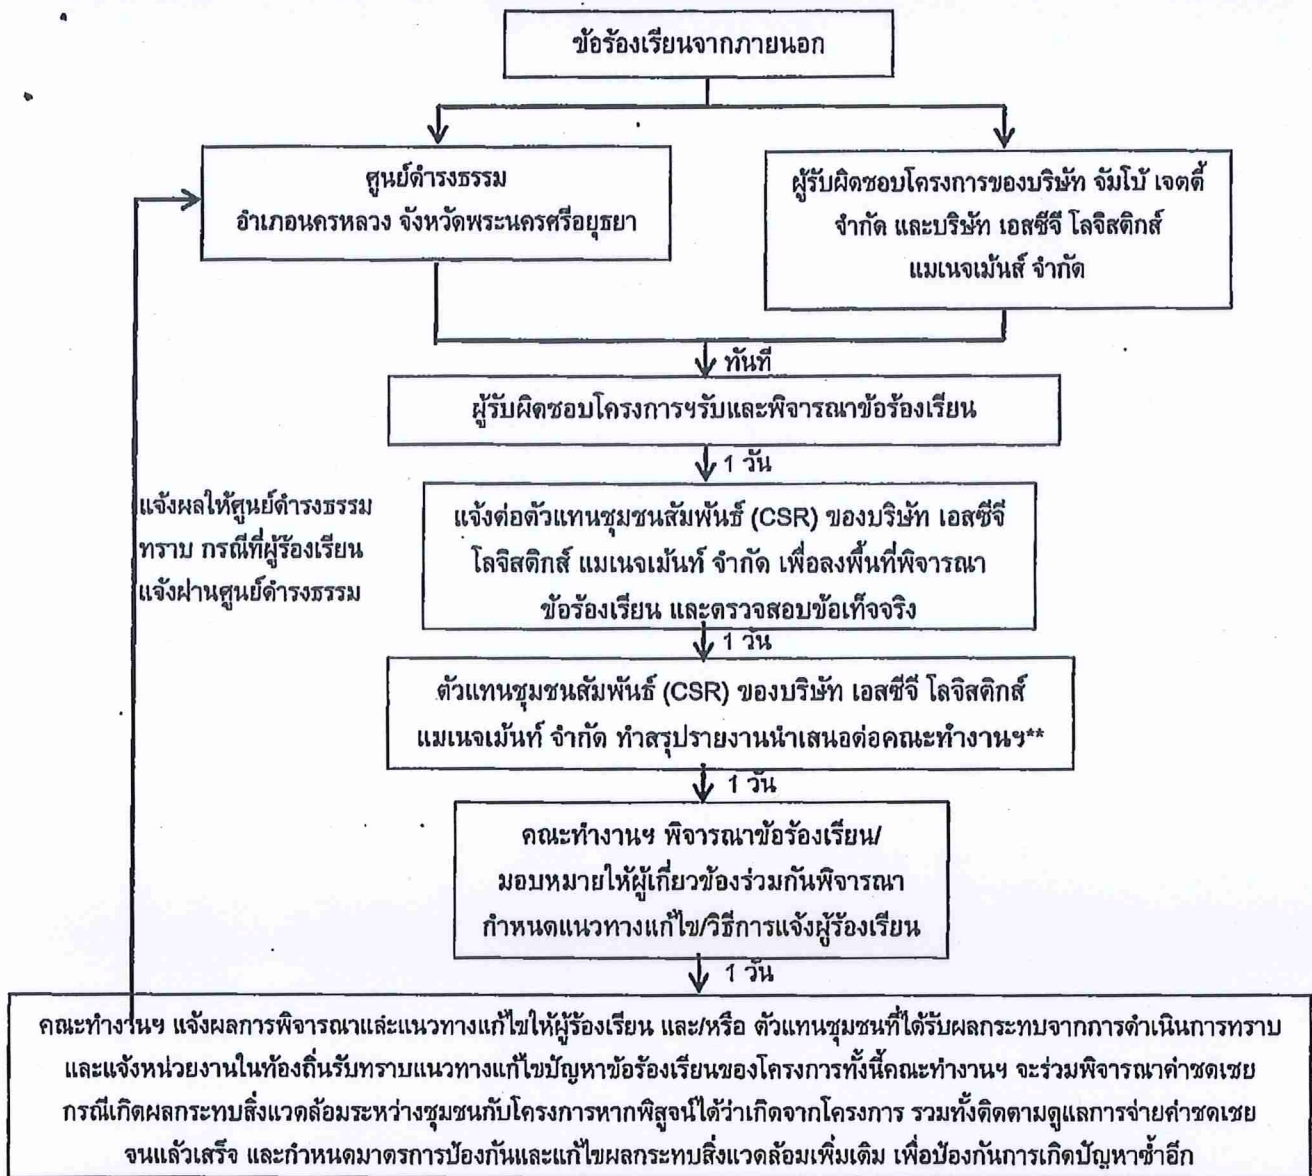 ข้อร้องเรียนจากภายนอก
ศูนย์ดำรงธรรม
อำเภอนครหลวง จังหวัดพระนครศรีอยุธยา
ผู้รับผิดชอบโครงการของบริษัท จัมโบ้ เจตตี้
จำกัด และบริษัท เอสซีจี โลจิสติกส์
แมเนจเม้นส์ จำกัด
ทันที
ผู้รับผิดชอบโครงการฯรับและพิจารณาข้อร้องเรียน
1 วัน
แจ้งต่อตัวแทนชุมชนสัมพันธ์ (CSR) ของบริษัท เอสซีจี
โลจิสติกส์ แมเนจเม้นท์ จำกัด เพื่อลงพื้นที่พิจารณา
ข้อร้องเรียน และตรวจสอบข้อเท็จจริง
แจ้งผลให้ศูนย์ดำรงธรรม
ทราบ กรณีที่ผู้ร้องเรียน
แจ้งผ่านศูนย์ดำรงธรรม
1 วัน
ตัวแทนชุมชนสัมพันธ์ (CSR) ของบริษัท เอสซีจี โลจิสติกส์
แมเนจเม้นท์ จำกัด ทำสรุปรายงานนำเสนอต่อคณะทำงานฯ**
1 วัน
คณะทำงานฯ พิจารณาข้อร้องเรียน/
มอบหมายให้ผู้เกี่ยวข้องร่วมกันพิจารณา
กำหนดแนวทางแก้ไข/วิธีการแจ้งผู้ร้องเรียน
1 วัน
คณะทำงานฯ แจ้งผลการพิจารณาและแนวทางแก้ไขให้ผู้ร้องเรียน และ/หรือ ตัวแทนชุมชนที่ได้รับผลกระทบจากการดำเนินการทราบ
และแจ้งหน่วยงานในท้องถิ่นรับทราบแนวทางแก้ไขปัญหาข้อร้องเรียนของโครงการทั้งนี้คณะทำงานฯ จะร่วมพิจารณาค่าชดเชย
กรณีเกิดผลกระทบสิ่งแวดล้อมระหว่างชุมชนกับโครงการหากพิสูจน์ได้ว่าเกิดจากโครงการ รวมทั้งติดตามดูแลการจ่ายค่าชดเชย
จนแล้วเสร็จ และกำหนดมาตรการป้องกันและแก้ไขผลกระทบสิ่งแวดล้อมเพิ่มเติม เพื่อป้องกันการเกิดปัญหาซ้ำอีก